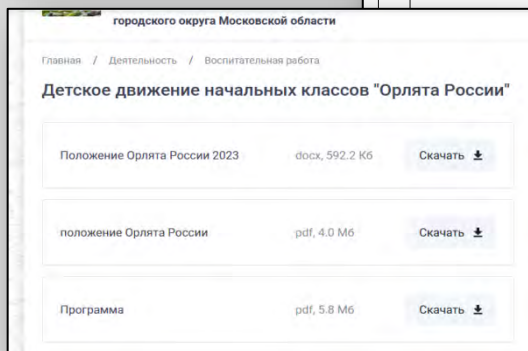 городского округа Московской области
Главная / Деятельность / Воспитательная работа
Детское движение начальных классов "Орлята России"
Положение Орлята России 2023 docx, 592.2 Кб Скачать
положение Орлята России pdf, 4.0 Мб Скачать
Программа pdf, 5.8 Мб Скачать